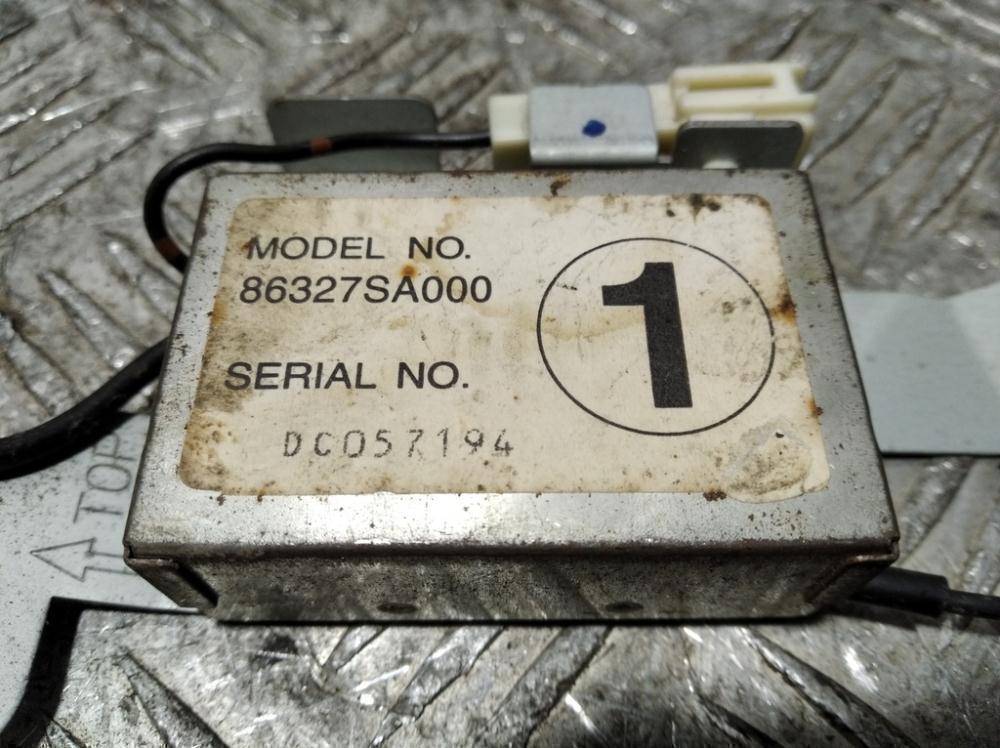 MODEL NO.
86327SA000
1
SERIAL NO.
DC057194
TOP